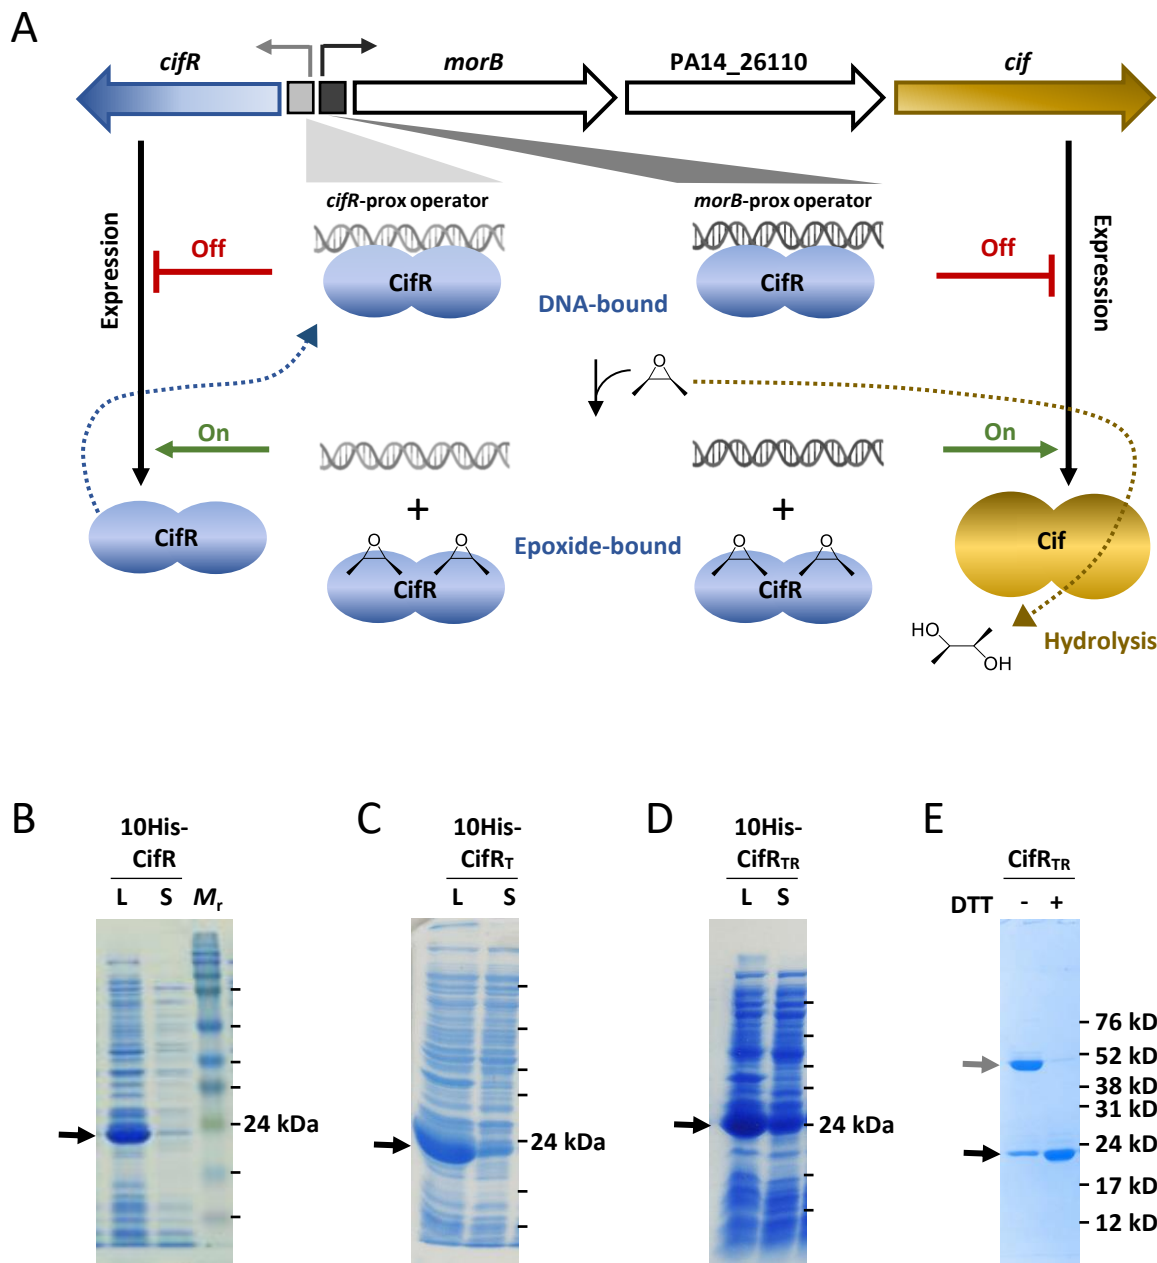 A
cifR
morB
PA14_26110
cif
cifR-prox operator
morB-prox operator
Expression
Off
CifR
CifR
Off
Expression
DNA-bound
O
On
On
CifR
+
+
O O
CifR
Epoxide-bound
O O
CifR
Cif
HO
OH
Hydrolysis
B
10His-
CifR
L S Mr
24 kDa
C
10His-
CifRT
L S
24 kDa
D
10His-
CifRTR
L S
24 kDa
E
CifRTR
DTT - +
76 kD
52 kD
38 kD
31 kD
24 kD
17 kD
12 kD